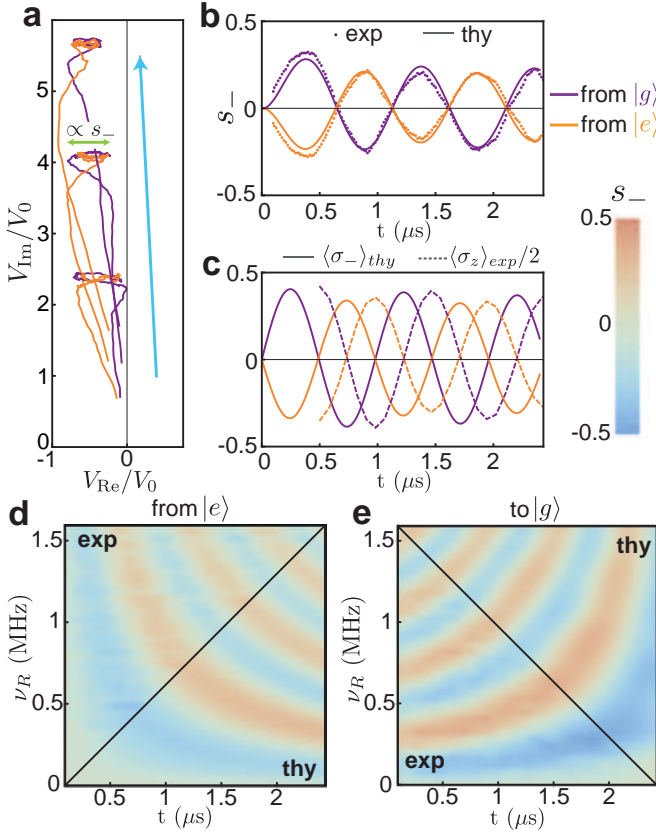 a
V_Im/V_0
5
4
3
2
1
0
∝ s_−
-1
0
V_Re/V_0
b
· exp — thy
s_−
0.5
0
-0.5
0
0.5
1
1.5
2
t (μs)
from |g⟩
from |e⟩
c
— ⟨σ_−⟩_thy ---- ⟨σ_z⟩_exp/2
0.5
0
-0.5
0
0.5
1
1.5
2
t (μs)
s_−
0.5
0
-0.5
d
from |e⟩
exp
thy
ν_R (MHz)
1.5
1
0.5
0
0.5
1
1.5
2
t (μs)
e
to |g⟩
thy
exp
ν_R (MHz)
1.5
1
0.5
0
0.5
1
1.5
2
t (μs)